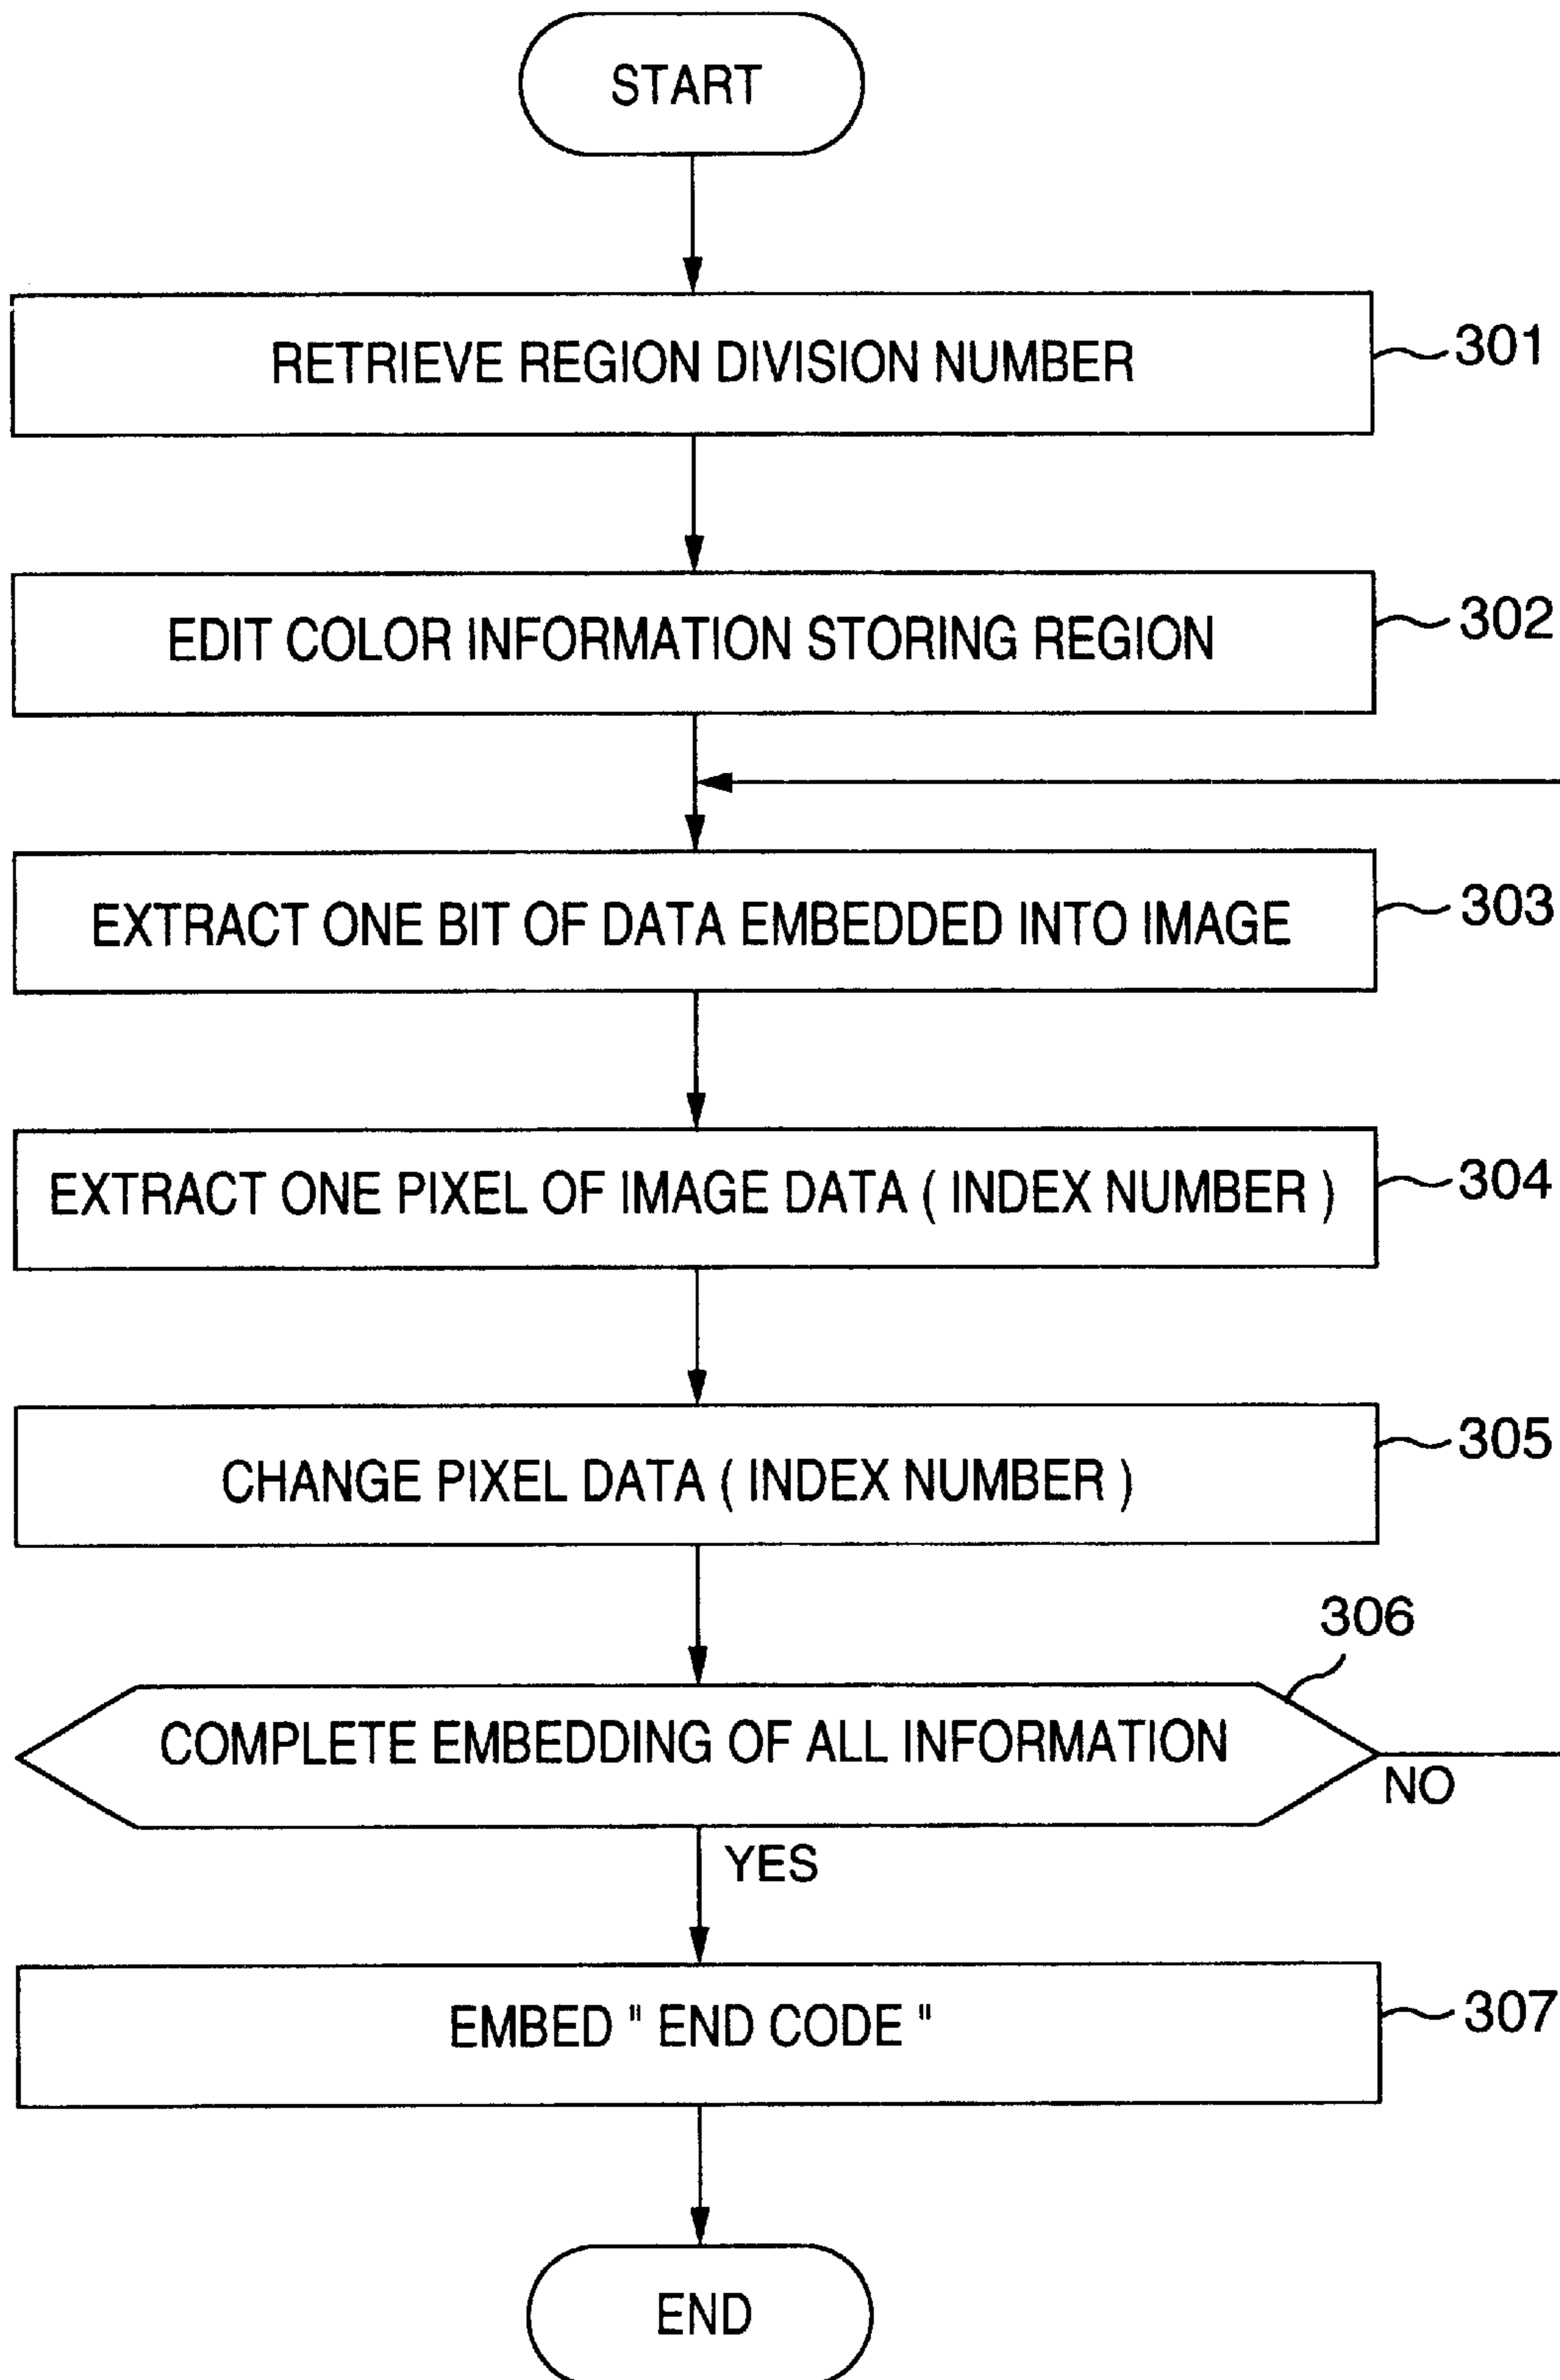 START
RETRIEVE REGION DIVISION NUMBER
301
EDIT COLOR INFORMATION STORING REGION
302
EXTRACT ONE BIT OF DATA EMBEDDED INTO IMAGE
303
EXTRACT ONE PIXEL OF IMAGE DATA ( INDEX NUMBER )
304
CHANGE PIXEL DATA ( INDEX NUMBER )
305
306
COMPLETE EMBEDDING OF ALL INFORMATION
NO
YES
EMBED " END CODE "
307
END